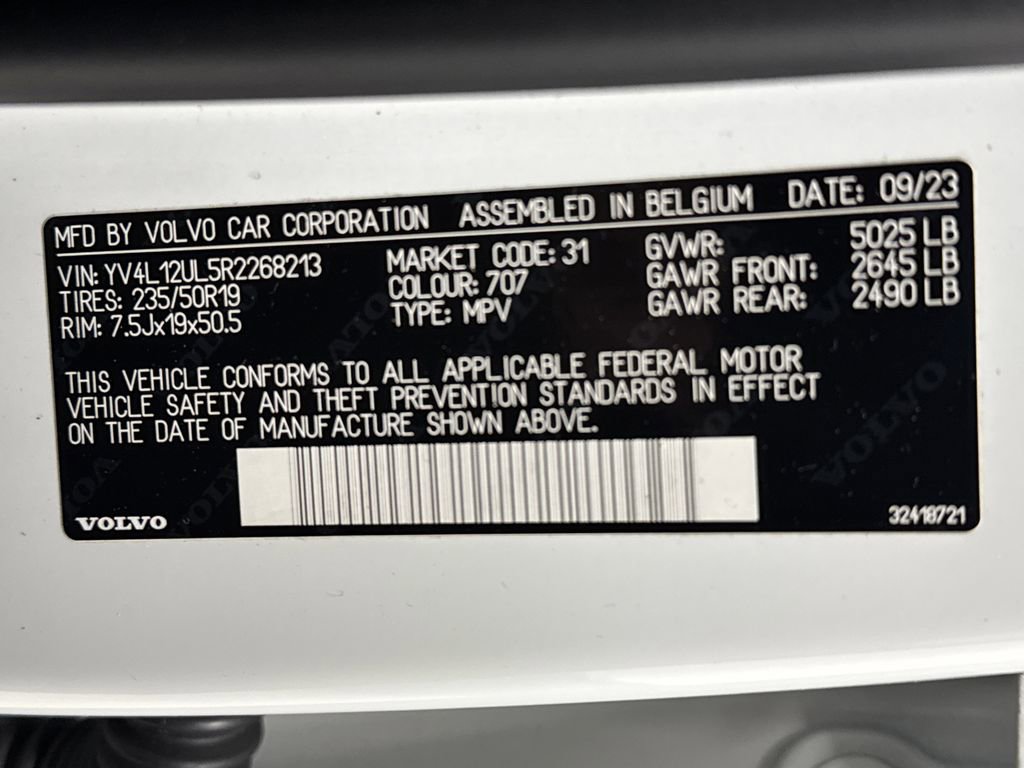 MFD BY VOLVO CAR CORPORATION ASSEMBLED IN BELGIUM DATE: 09/23
VIN: YV4L12UL5R2268213 MARKET CODE: 31 GVWR: 5025 LB
TIRES: 235/50R19 COLOUR: 707 GAWR FRONT: 2645 LB
RIM: 7.5Jx19x50.5 TYPE: MPV GAWR REAR: 2490 LB
THIS VEHICLE CONFORMS TO ALL APPLICABLE FEDERAL MOTOR
VEHICLE SAFETY AND THEFT PREVENTION STANDARDS IN EFFECT
ON THE DATE OF MANUFACTURE SHOWN ABOVE.
VOLVO 32418721